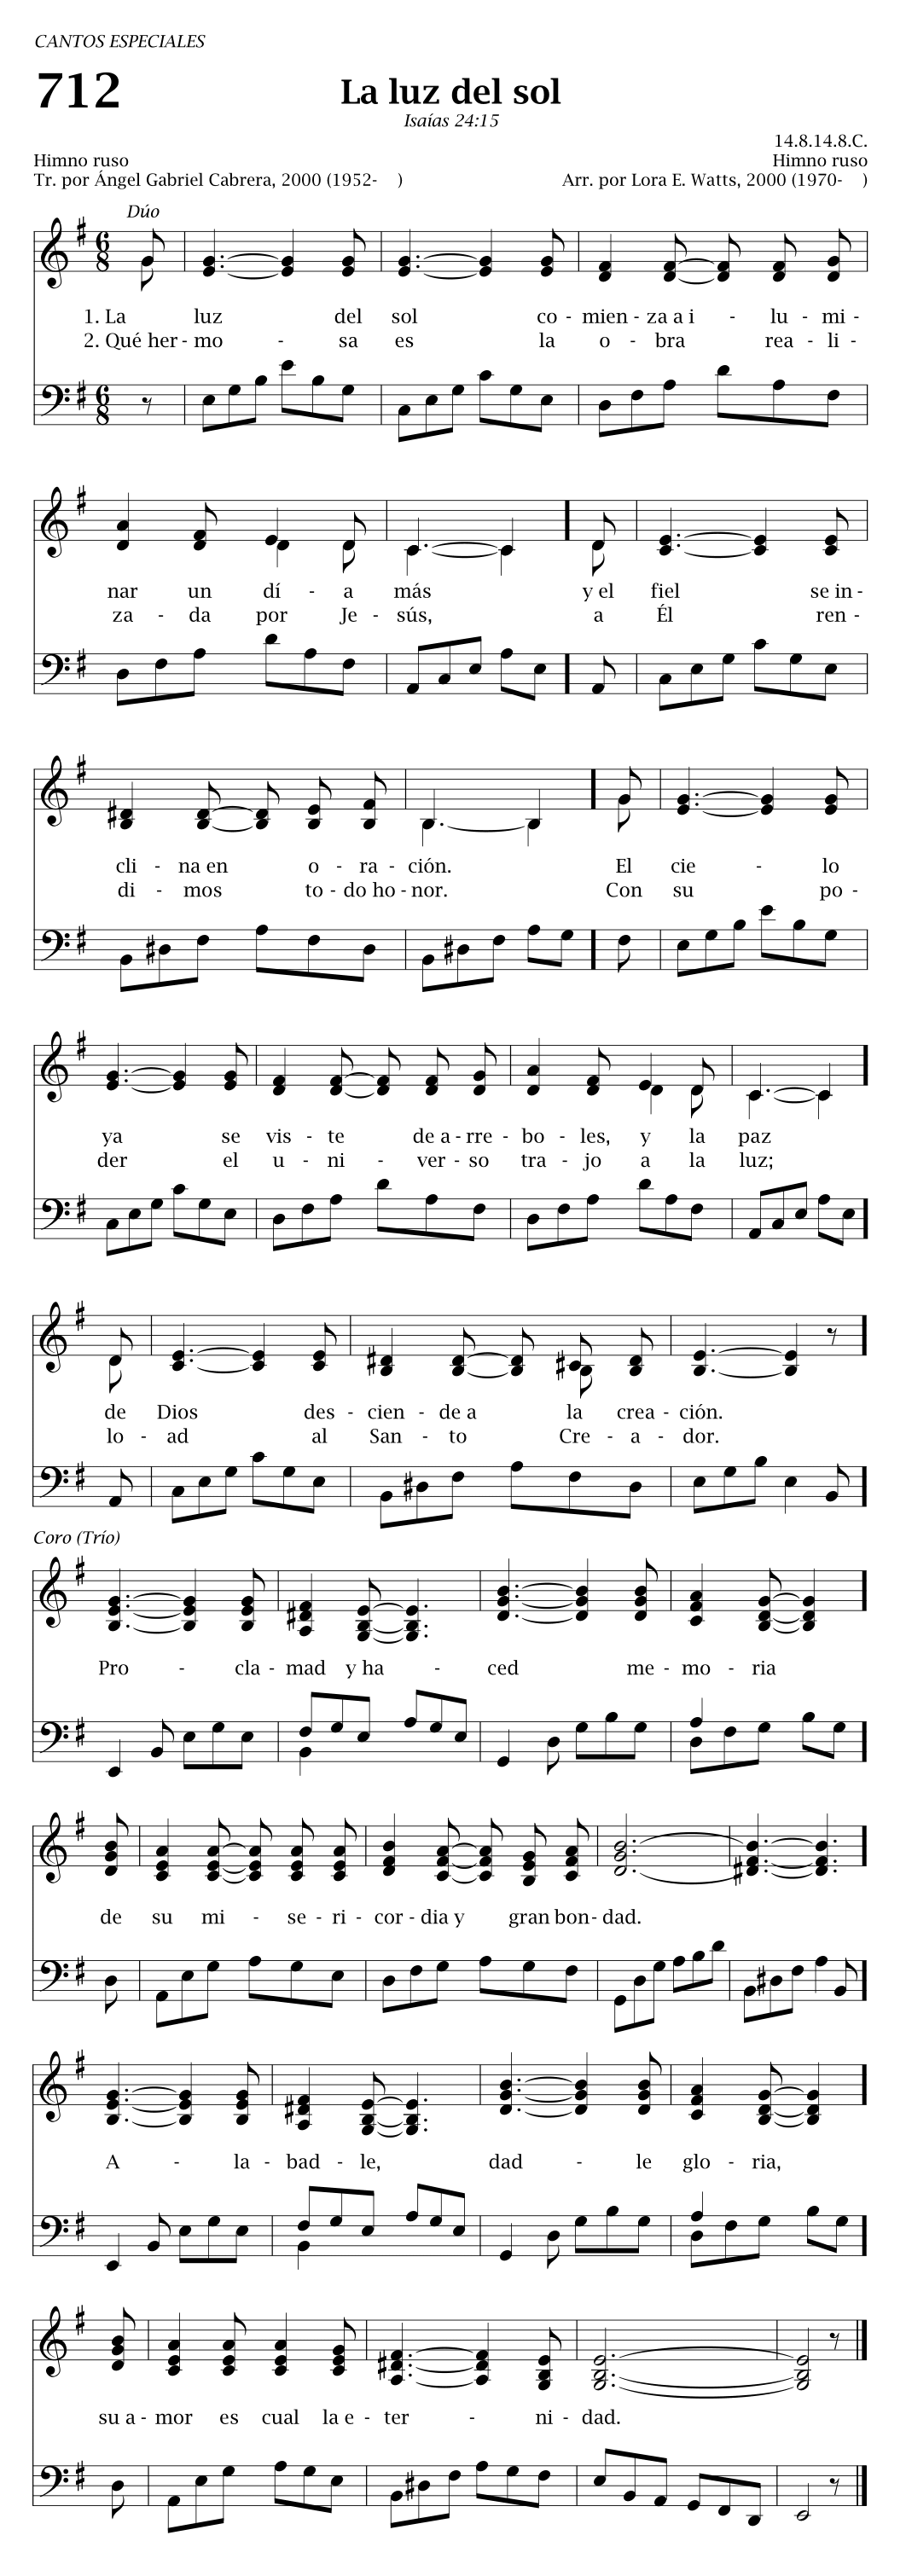 CANTOS ESPECIALES
712
La luz del sol
Isaías 24:15
14.8.14.8.C.
Himno ruso
Himno ruso
Tr. por Ángel Gabriel Cabrera, 2000 (1952- )
Arr. por Lora E. Watts, 2000 (1970- )
Dúo
1. La luz del sol co - mien - za a i - lu - mi -
2. Qué her - mo - sa es la o - bra rea - li -
nar un dí - a más y el fiel se in -
za - da por Je - sús, a Él ren -
cli - na en o - ra - ción. El cie - lo
di - mos to - do ho - nor. Con su po -
ya se vis - te de a - rre - bo - les, y la paz
der el u - ni - ver - so tra - jo a la luz;
de Dios des - cien - de a la crea - ción.
lo - ad al San - to Cre - a - dor.
Coro (Trío)
Pro - cla - mad y ha - ced me - mo - ria
de su mi - se - ri - cor - dia y gran bon - dad.
A - la - bad - le, dad - le glo - ria,
su a - mor es cual la e - ter - ni - dad.